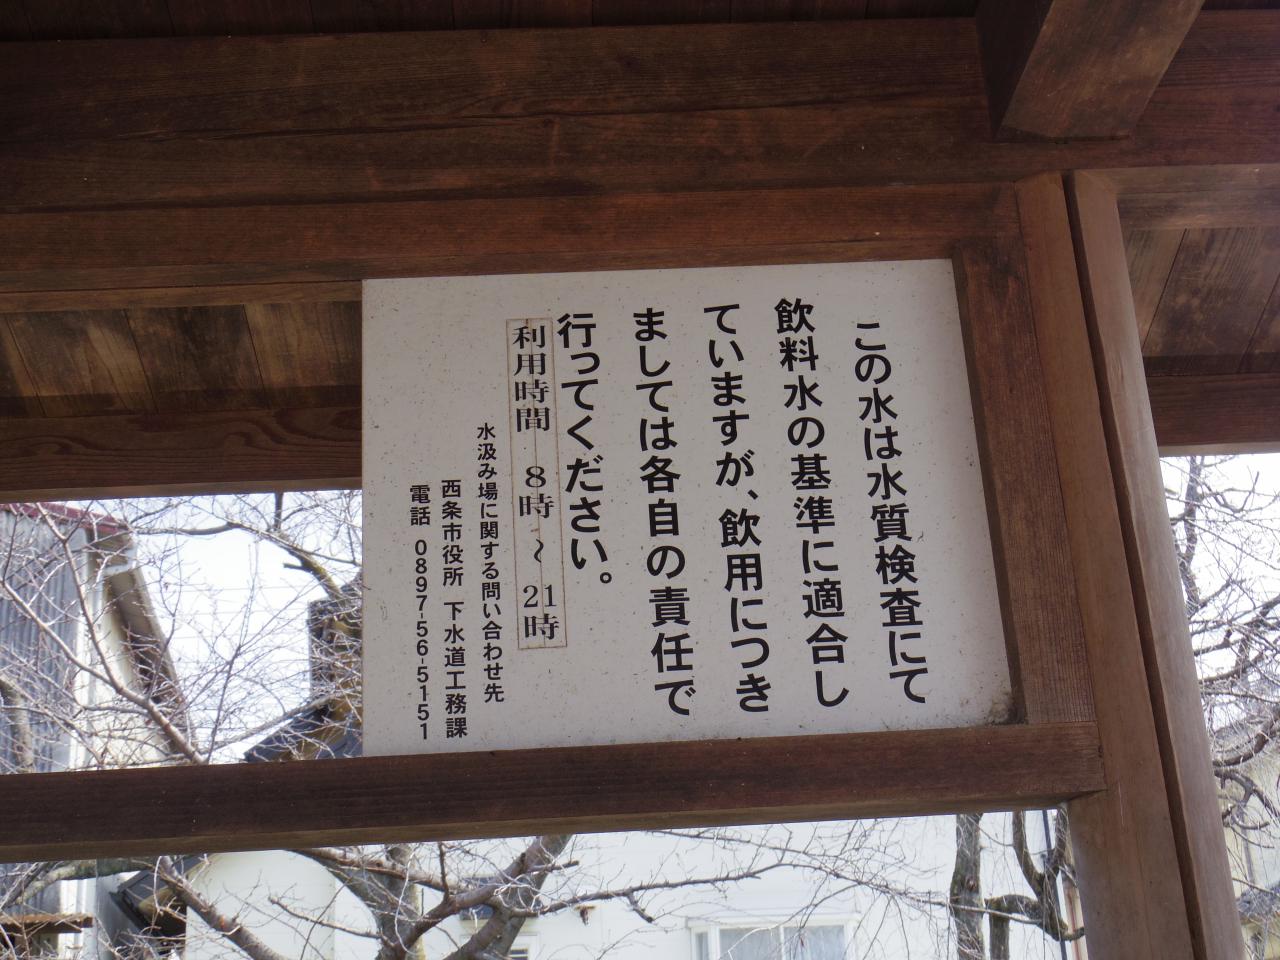 この水は水質検査にて
飲料水の基準に適合し
ていますが、飲用につき
ましては各自の責任で
行ってください。
利用時間 8時 ~ 21時
水汲み場に関する問い合わせ先
西条市役所 下水道工務課
電話 0897-56-5151